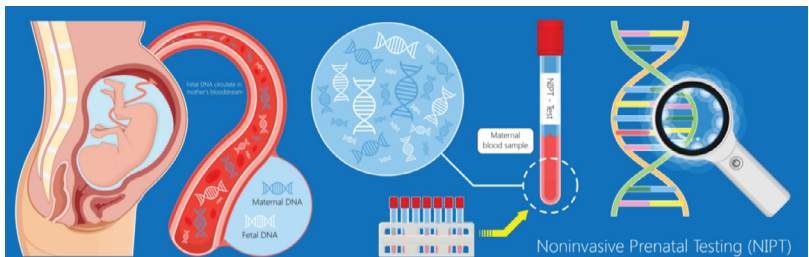 Fetal DNA circulate in
mother's bloodstream
Maternal DNA
Fetal DNA
NIPT - Test
Maternal
blood sample
Noninvasive Prenatal Testing (NIPT)